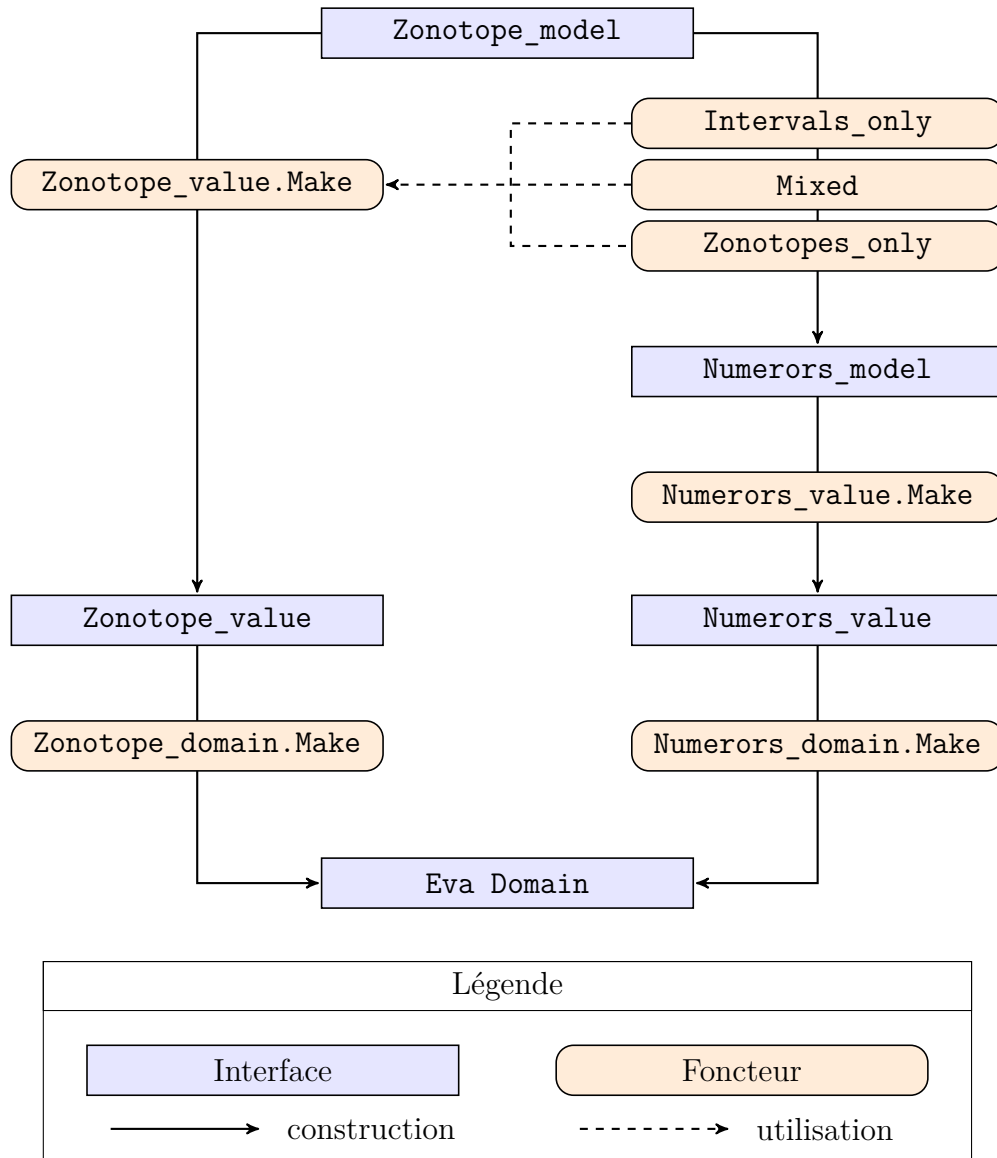 Zonotope_model
Intervals_only
Zonotope_value.Make
Mixed
Zonotopes_only
Numerors_model
Numerors_value.Make
Zonotope_value
Numerors_value
Zonotope_domain.Make
Numerors_domain.Make
Eva Domain
Légende
Interface
Foncteur
construction
utilisation